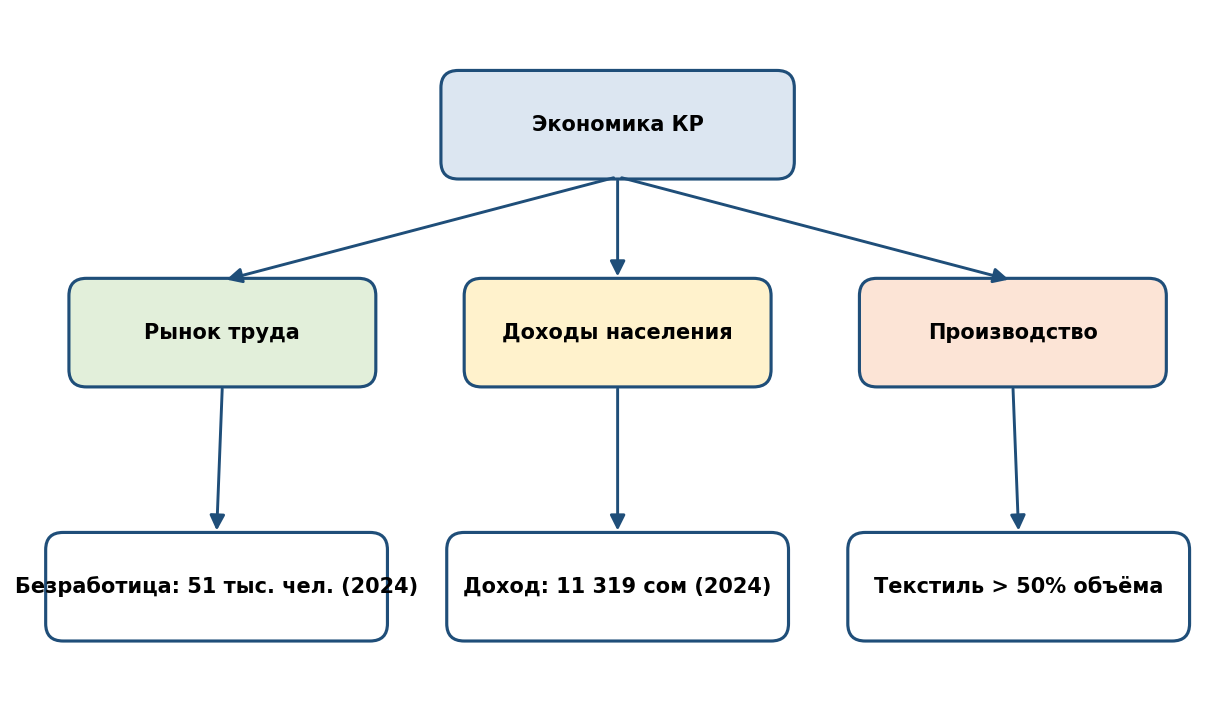 Экономика КР
Рынок труда
Доходы населения
Производство
Безработица: 51 тыс. чел. (2024)
Доход: 11 319 сом (2024)
Текстиль > 50% объёма